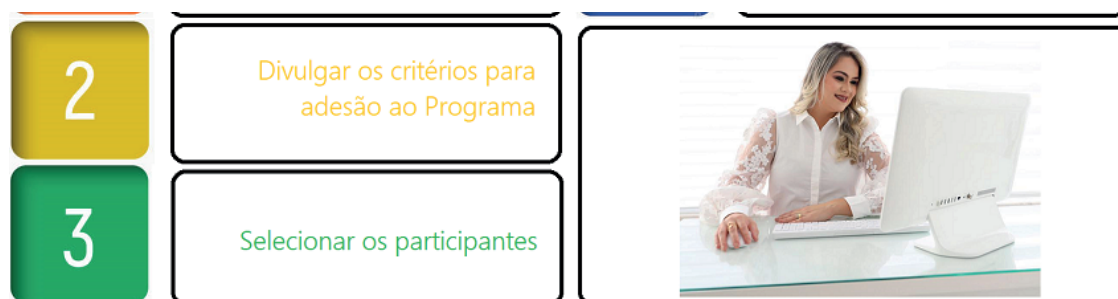 2
Divulgar os critérios para
adesão ao Programa
3
Selecionar os participantes